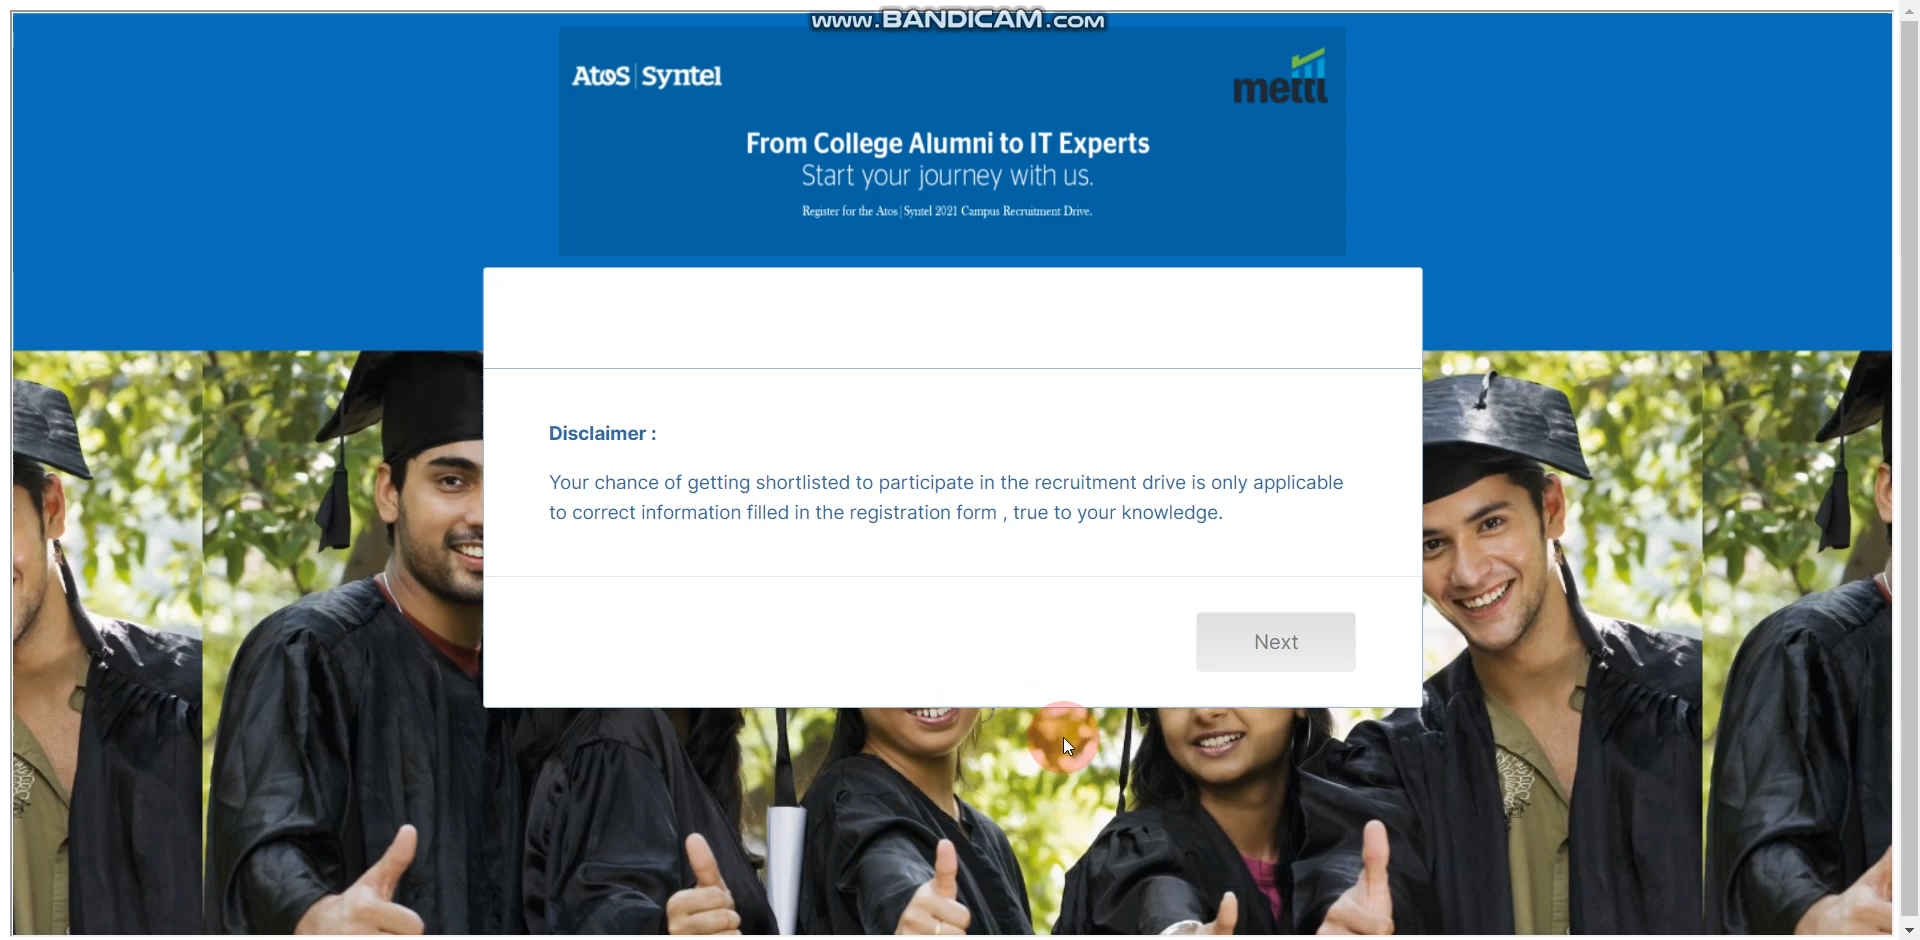 www.BANDICAM.com
Atos | Syntel
mettl
From College Alumni to IT Experts
Start your journey with us.
Register for the Atos | Syntel 2021 Campus Recruitment Drive.
Disclaimer :
Your chance of getting shortlisted to participate in the recruitment drive is only applicable
to correct information filled in the registration form , true to your knowledge.
Next